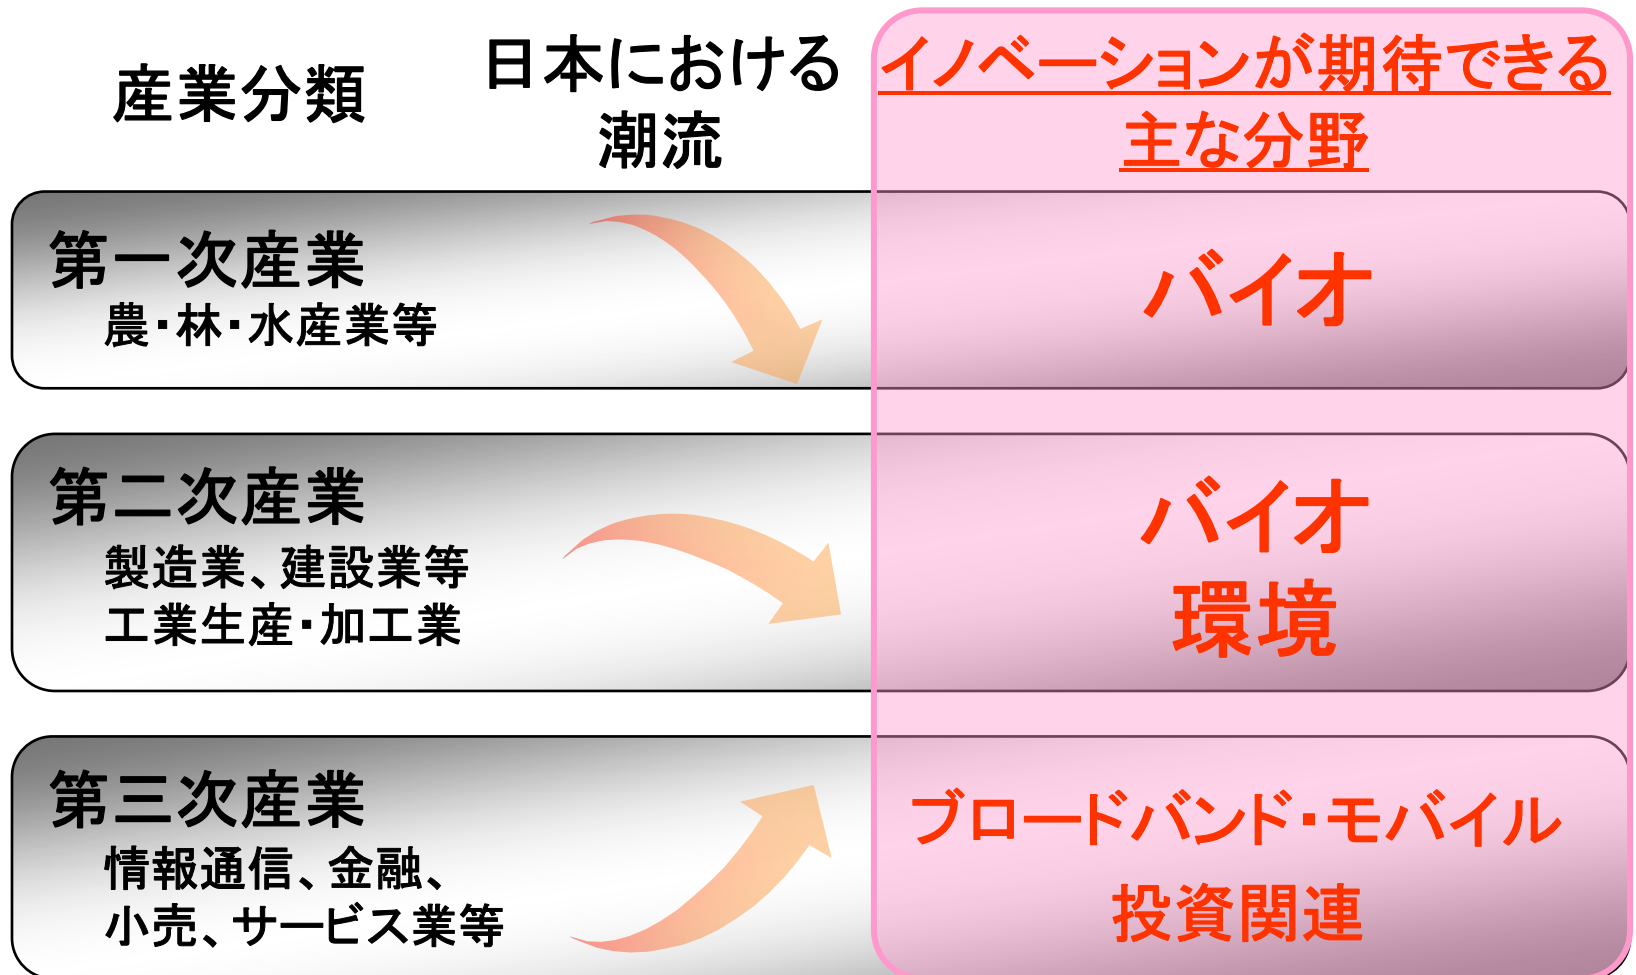 産業分類
日本における
潮流
イノベーションが期待できる
主な分野
第一次産業
農・林・水産業等
バイオ
第二次産業
製造業、建設業等
工業生産・加工業
バイオ
環境
第三次産業
情報通信、金融、
小売、サービス業等
ブロードバンド・モバイル
投資関連